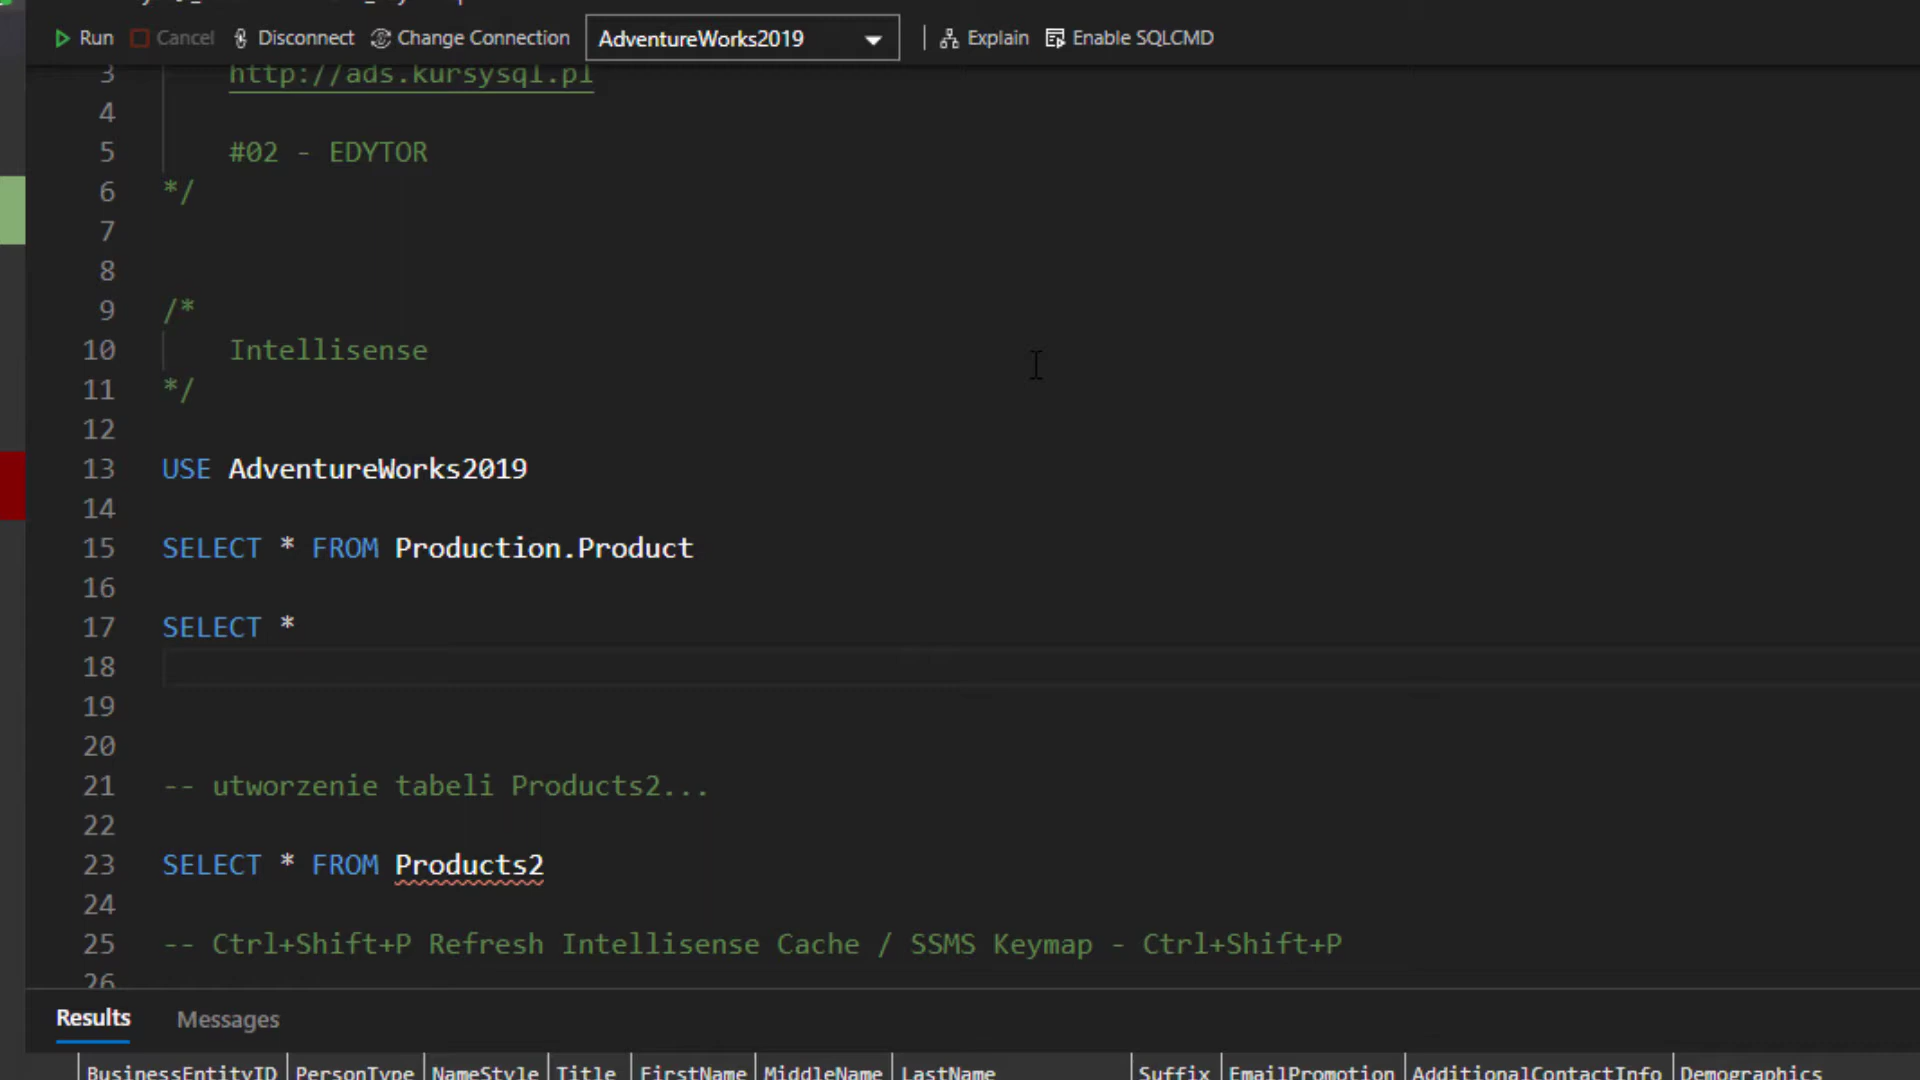 Run Cancel Disconnect Change Connection AdventureWorks2019 Explain Enable SQLCMD
3 http://ads.kursysql.pl
4
5 #02 - EDYTOR
6 */
7
8
9 /*
10 Intellisense
11 */
12
13 USE AdventureWorks2019
14
15 SELECT * FROM Production.Product
16
17 SELECT *
18
19
20
21 -- utworzenie tabeli Products2...
22
23 SELECT * FROM Products2
24
25 -- Ctrl+Shift+P Refresh Intellisense Cache / SSMS Keymap - Ctrl+Shift+P
26
Results Messages
BusinessEntityID PersonType NameStyle Title FirstName MiddleName LastName Suffix EmailPromotion AdditionalContactInfo Demographics